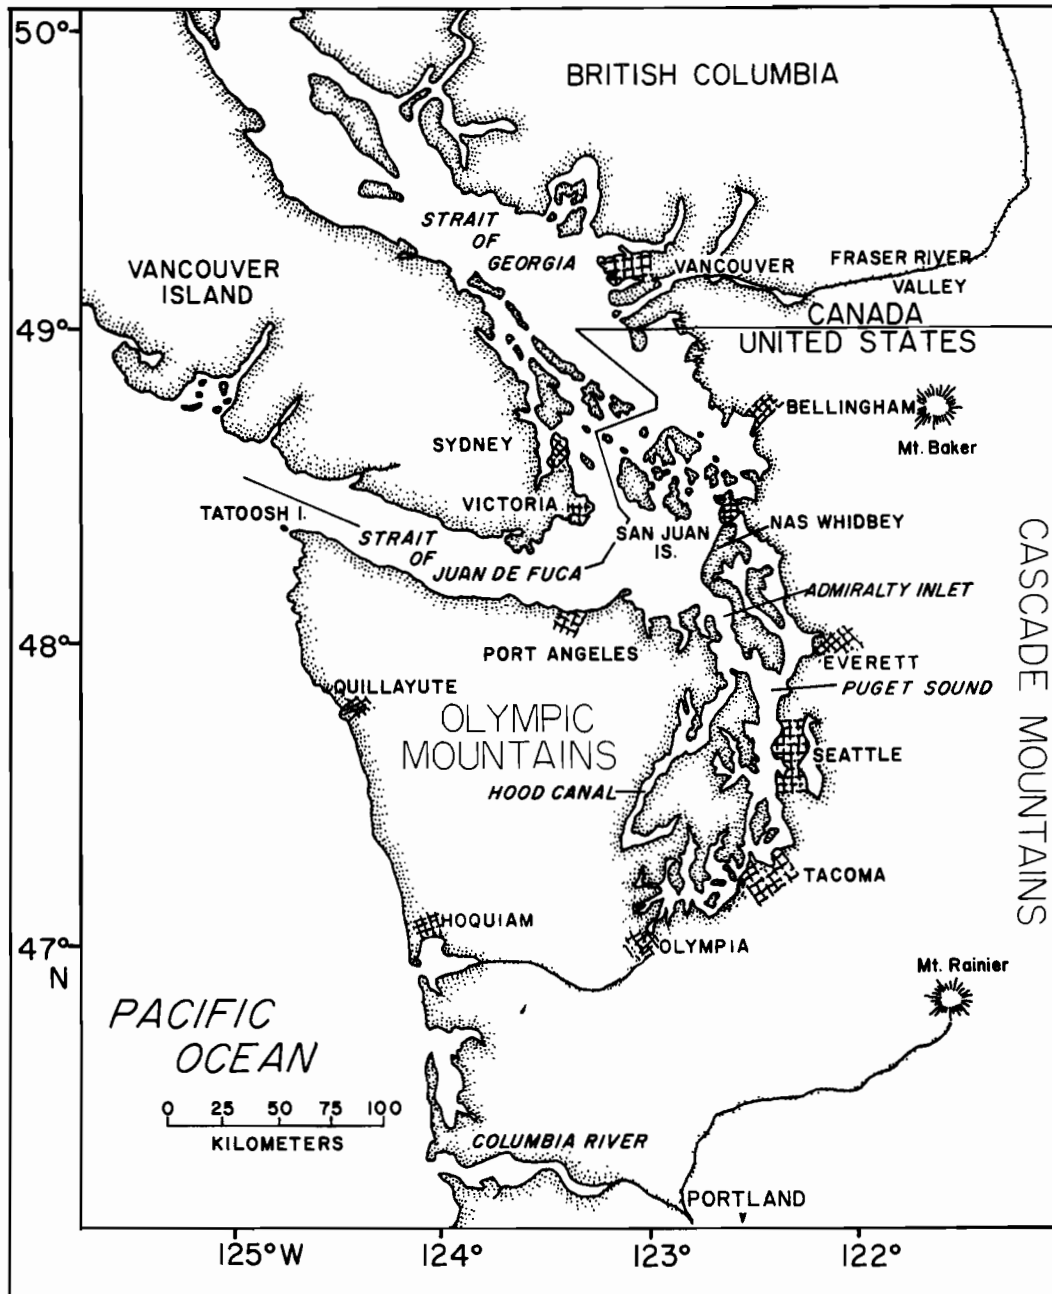 50°
BRITISH COLUMBIA
STRAIT
OF
GEORGIA
VANCOUVER
ISLAND
VANCOUVER
FRASER RIVER
VALLEY
49°
CANADA
UNITED STATES
BELLINGHAM
Mt. Baker
SYDNEY
VICTORIA
TATOOSH I.
STRAIT
OF
JUAN DE FUCA
SAN JUAN
IS.
NAS WHIDBEY
ADMIRALTY INLET
CASCADE MOUNTAINS
48°
PORT ANGELES
EVERETT
PUGET SOUND
QUILLAYUTE
OLYMPIC
MOUNTAINS
SEATTLE
HOOD CANAL
TACOMA
HOQUIAM
OLYMPIA
47°
N
Mt. Rainier
PACIFIC
OCEAN
0 25 50 75 100
KILOMETERS
COLUMBIA RIVER
PORTLAND
125°W 124° 123° 122°